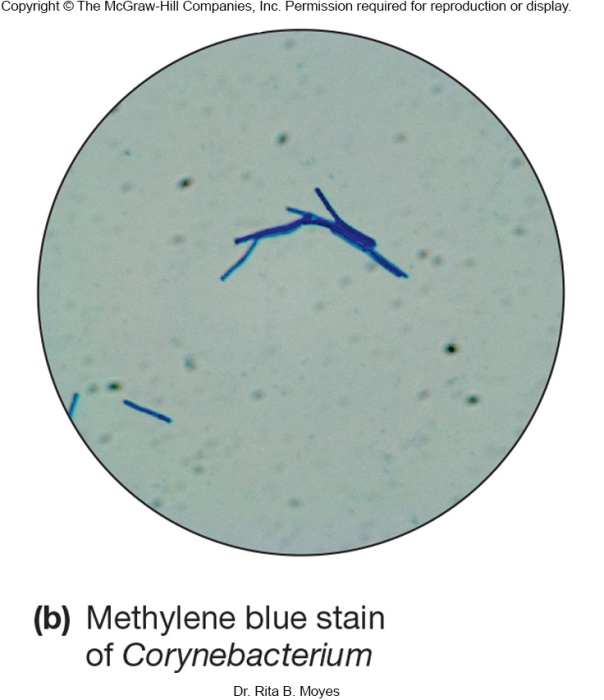 Copyright © The McGraw-Hill Companies, Inc. Permission required for reproduction or display.
(b) Methylene blue stain
of Corynebacterium
Dr. Rita B. Moyes